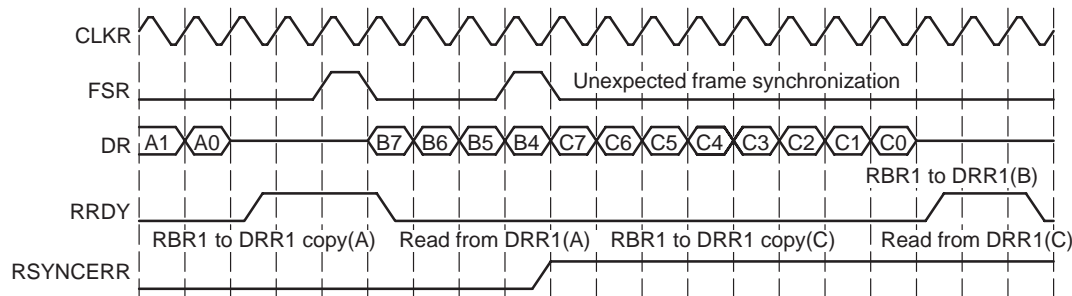 CLKR
FSR
Unexpected frame synchronization
DR A1 A0 B7 B6 B5 B4 C7 C6 C5 C4 C3 C2 C1 C0
RBR1 to DRR1(B)
RRDY
RBR1 to DRR1 copy(A) Read from DRR1(A) RBR1 to DRR1 copy(C) Read from DRR1(C)
RSYNCERR